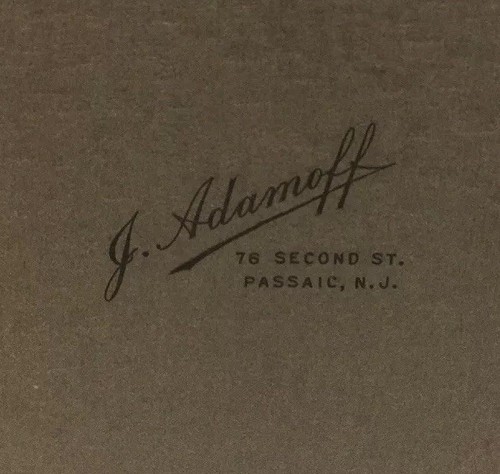 J. Adamoff
76 SECOND ST.
PASSAIC, N.J.